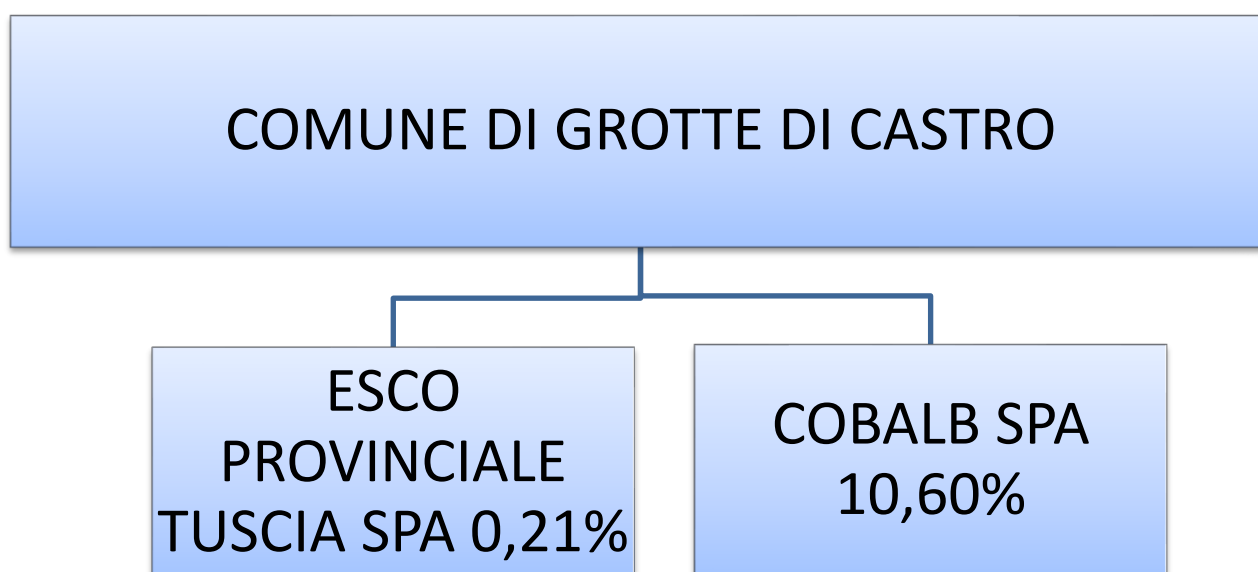 COMUNE DI GROTTE DI CASTRO
ESCO
PROVINCIALE
TUSCIA SPA 0,21%
COBALB SPA
10,60%